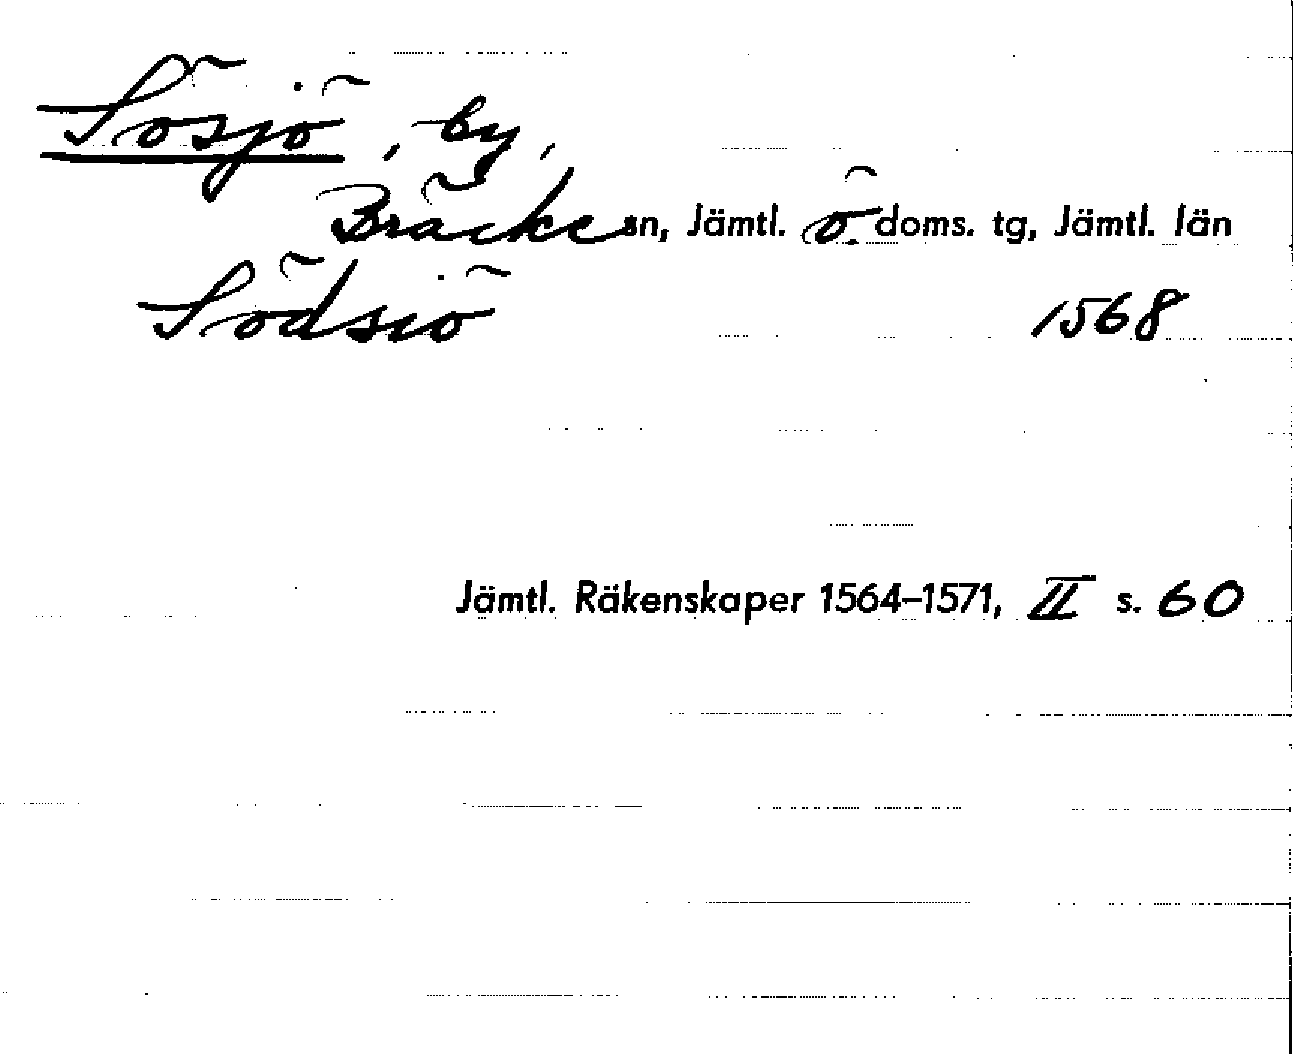 Sösjö, by,
Bräcke sn, Jämtl. ö. doms. tg, Jämtl. län
Södsiö 1568
Jämtl. Räkenskaper 1564–1571, II s. 60